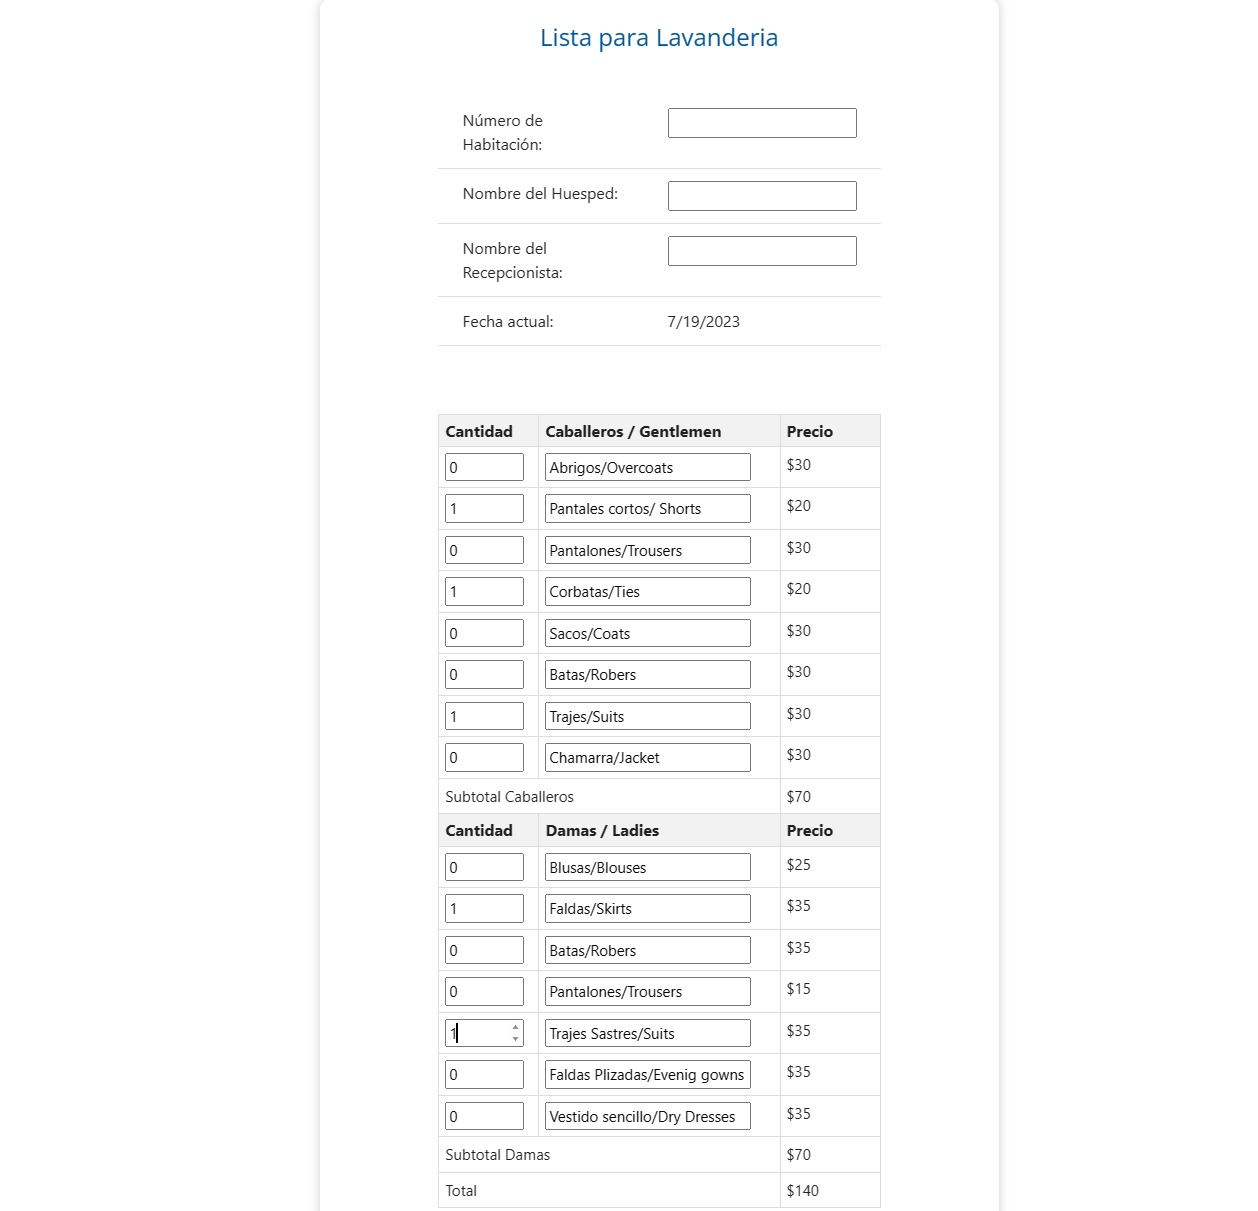 Lista para Lavanderia
Número de
Habitación:
Nombre del Huesped:
Nombre del
Recepcionista:
Fecha actual: 7/19/2023
Cantidad Caballeros / Gentlemen Precio
0 Abrigos/Overcoats $30
1 Pantales cortos/ Shorts $20
0 Pantalones/Trousers $30
1 Corbatas/Ties $20
0 Sacos/Coats $30
0 Batas/Robers $30
1 Trajes/Suits $30
0 Chamarra/Jacket $30
Subtotal Caballeros $70
Cantidad Damas / Ladies Precio
0 Blusas/Blouses $25
1 Faldas/Skirts $35
0 Batas/Robers $35
0 Pantalones/Trousers $15
1 Trajes Sastres/Suits $35
0 Faldas Plizadas/Evenig gowns $35
0 Vestido sencillo/Dry Dresses $35
Subtotal Damas $70
Total $140